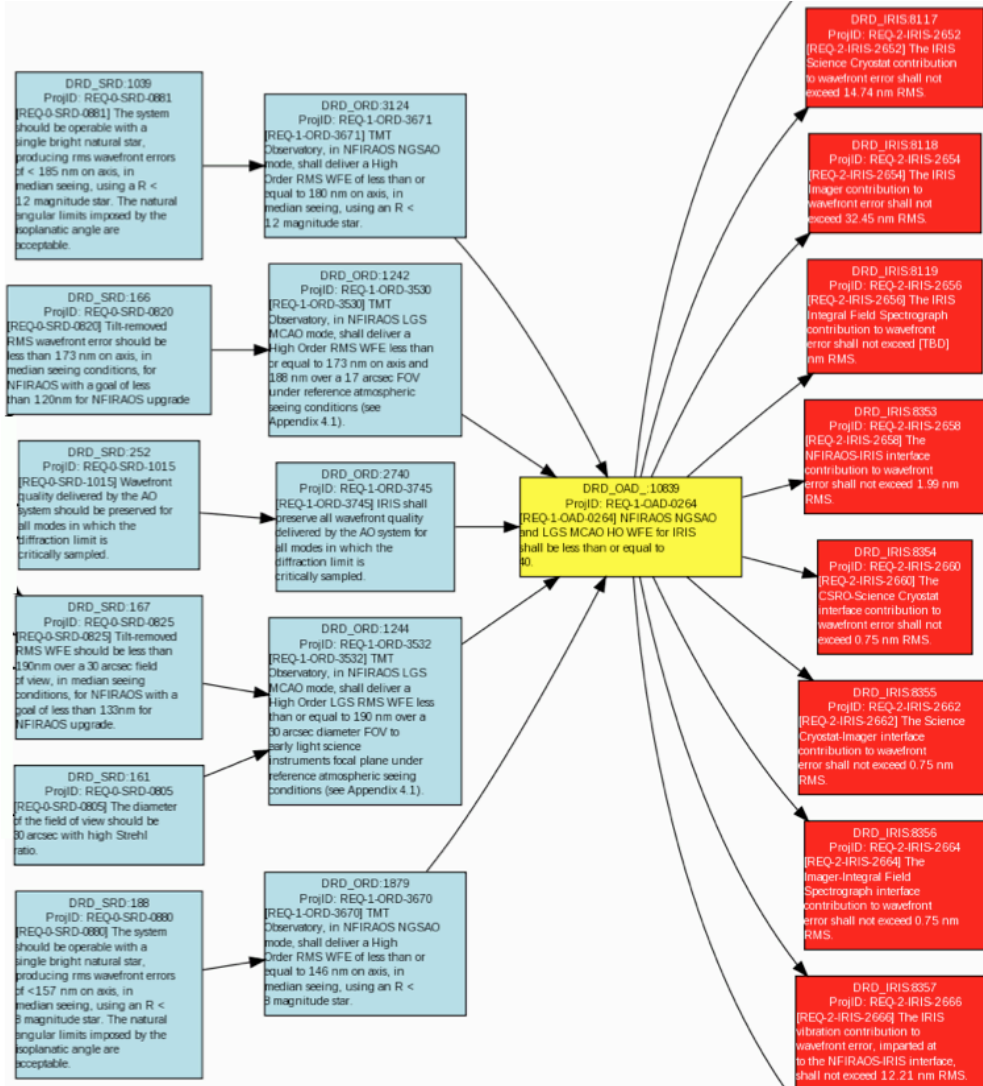 DRD_SRD:1039
ProjID: REQ-0-SRD-0881
[REQ-0-SRD-0881] The system
should be operable with a
single bright natural star,
producing rms wavefront errors
of < 185 nm on axis, in
median seeing, using a R <
12 magnitude star. The natural
angular limits imposed by the
isoplanatic angle are
acceptable.
DRD_SRD:166
ProjID: REQ-0-SRD-0820
[REQ-0-SRD-0820] Tilt-removed
RMS wavefront error should be
less than 173 nm on axis, in
median seeing conditions, for
NFIRAOS with a goal of less
than 120nm for NFIRAOS upgrade
DRD_SRD:252
ProjID: REQ-0-SRD-1015
[REQ-0-SRD-1015] Wavefront
quality delivered by the AO
system should be preserved for
all modes in which the
diffraction limit is
critically sampled.
DRD_SRD:167
ProjID: REQ-0-SRD-0825
[REQ-0-SRD-0825] Tilt-removed
RMS WFE should be less than
190nm over a 30 arcsec field
of view, in median seeing
conditions, for NFIRAOS with a
goal of less than 133nm for
NFIRAOS upgrade.
DRD_SRD:161
ProjID: REQ-0-SRD-0805
[REQ-0-SRD-0805] The diameter
of the field of view should be
30 arcsec with high Strehl
ratio.
DRD_SRD:188
ProjID: REQ-0-SRD-0880
[REQ-0-SRD-0880] The system
should be operable with a
single bright natural star,
producing rms wavefront errors
of <157 nm on axis, in
median seeing, using an R <
8 magnitude star. The natural
angular limits imposed by the
isoplanatic angle are
acceptable.
DRD_ORD:3124
ProjID: REQ-1-ORD-3671
[REQ-1-ORD-3671] TMT
Observatory, in NFIRAOS NGSAO
mode, shall deliver a High
Order RMS WFE of less than or
equal to 180 nm on axis, in
median seeing, using an R <
12 magnitude star.
DRD_ORD:1242
ProjID: REQ-1-ORD-3530
[REQ-1-ORD-3530] TMT
Observatory, in NFIRAOS LGS
MCAO mode, shall deliver a
High Order RMS WFE less than
or equal to 173 nm on axis and
188 nm over a 17 arcsec FOV
under reference atmospheric
seeing conditions (see
Appendix 4.1).
DRD_ORD:2740
ProjID: REQ-1-ORD-3745
[REQ-1-ORD-3745] IRIS shall
preserve all wavefront quality
delivered by the AO system for
all modes in which the
diffraction limit is
critically sampled.
DRD_ORD:1244
ProjID: REQ-1-ORD-3532
[REQ-1-ORD-3532] TMT
Observatory, in NFIRAOS LGS
MCAO mode, shall deliver a
High Order LGS RMS WFE less
than or equal to 190 nm over a
30 arcsec diameter FOV to
early light science
instruments focal plane under
reference atmospheric seeing
conditions (see Appendix 4.1).
DRD_ORD:1879
ProjID: REQ-1-ORD-3670
[REQ-1-ORD-3670] TMT
Observatory, in NFIRAOS NGSAO
mode, shall deliver a High
Order RMS WFE of less than or
equal to 146 nm on axis, in
median seeing, using an R <
8 magnitude star.
DRD_OAD_:10839
ProjID: REQ-1-OAD-0264
[REQ-1-OAD-0264] NFIRAOS NGSAO
and LGS MCAO HO WFE for IRIS
shall be less than or equal to
40.
DRD_IRIS:8117
ProjID: REQ-2-IRIS-2652
[REQ-2-IRIS-2652] The IRIS
Science Cryostat contribution
to wavefront error shall not
exceed 14.74 nm RMS.
DRD_IRIS:8118
ProjID: REQ-2-IRIS-2654
[REQ-2-IRIS-2654] The IRIS
Imager contribution to
wavefront error shall not
exceed 32.45 nm RMS.
DRD_IRIS:8119
ProjID: REQ-2-IRIS-2656
[REQ-2-IRIS-2656] The IRIS
Integral Field Spectrograph
contribution to wavefront
error shall not exceed [TBD]
nm RMS.
DRD_IRIS:8353
ProjID: REQ-2-IRIS-2658
[REQ-2-IRIS-2658] The
NFIRAOS-IRIS interface
contribution to wavefront
error shall not exceed 1.99 nm
RMS.
DRD_IRIS:8354
ProjID: REQ-2-IRIS-2660
[REQ-2-IRIS-2660] The
CSRO-Science Cryostat
interface contribution to
wavefront error shall not
exceed 0.75 nm RMS.
DRD_IRIS:8355
ProjID: REQ-2-IRIS-2662
[REQ-2-IRIS-2662] The Science
Cryostat-Imager interface
contribution to wavefront
error shall not exceed 0.75 nm
RMS.
DRD_IRIS:8356
ProjID: REQ-2-IRIS-2664
[REQ-2-IRIS-2664] The
Imager-Integral Field
Spectrograph interface
contribution to wavefront
error shall not exceed 0.75 nm
RMS.
DRD_IRIS:8357
ProjID: REQ-2-IRIS-2666
[REQ-2-IRIS-2666] The IRIS
vibration contribution to
wavefront error, imparted at
to the NFIRAOS-IRIS interface,
shall not exceed 12.21 nm RMS.